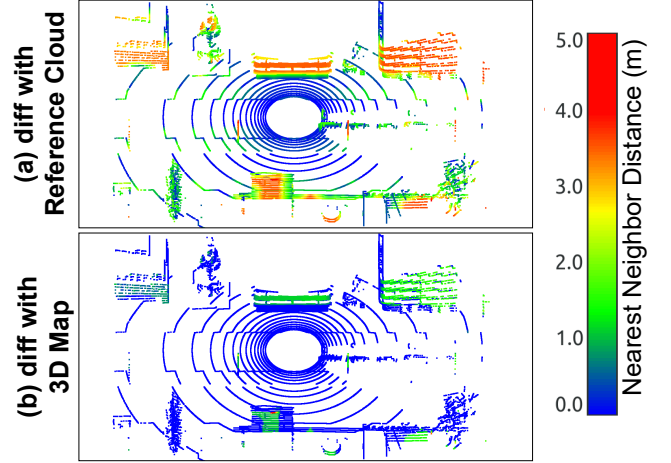 (a) diff with
Reference Cloud
(b) diff with
3D Map
5.0
4.0
3.0
2.0
1.0
0.0
Nearest Neighbor Distance (m)